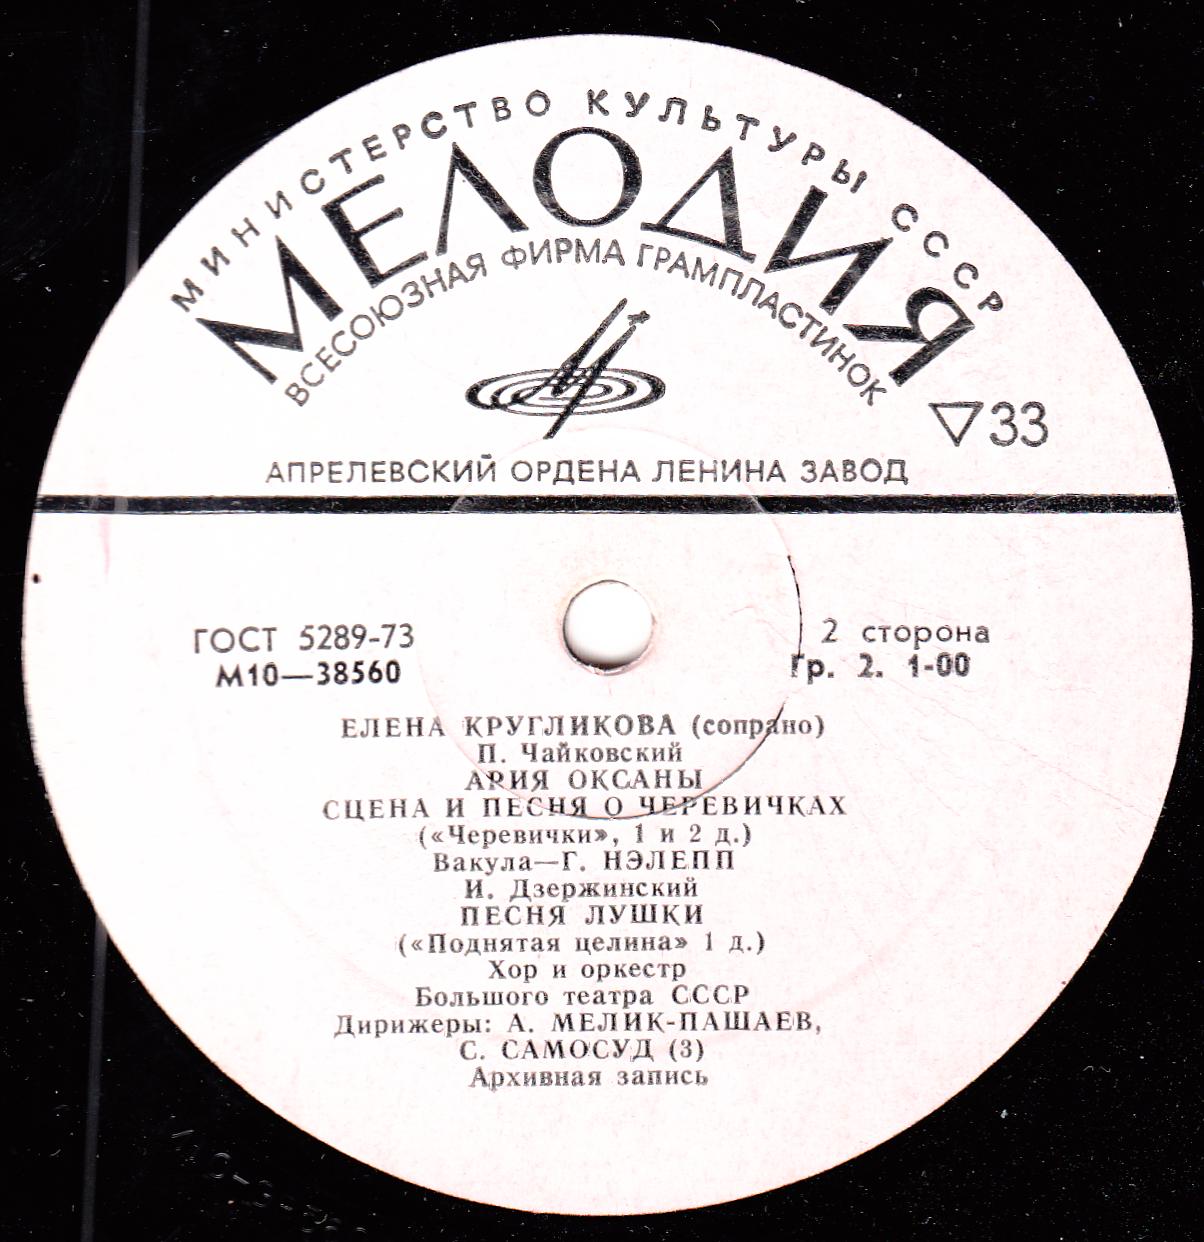 МИНИСТЕРСТВО КУЛЬТУРЫ СССР
МЕЛОДИЯ
ВСЕСОЮЗНАЯ ФИРМА ГРАМПЛАСТИНОК
▽33
АПРЕЛЕВСКИЙ ОРДЕНА ЛЕНИНА ЗАВОД
ГОСТ 5289-73
М10—38560
2 сторона
Гр. 2. 1-00
ЕЛЕНА КРУГЛИКОВА (сопрано)
П. Чайковский
АРИЯ ОКСАНЫ
СЦЕНА И ПЕСНЯ О ЧЕРЕВИЧКАХ
(«Черевички», 1 и 2 д.)
Вакула—Г. НЭЛЕПП
И. Дзержинский
ПЕСНЯ ЛУШКИ
(«Поднятая целина» 1 д.)
Хор и оркестр
Большого театра СССР
Дирижеры: А. МЕЛИК-ПАШАЕВ,
С. САМОСУД (3)
Архивная запись